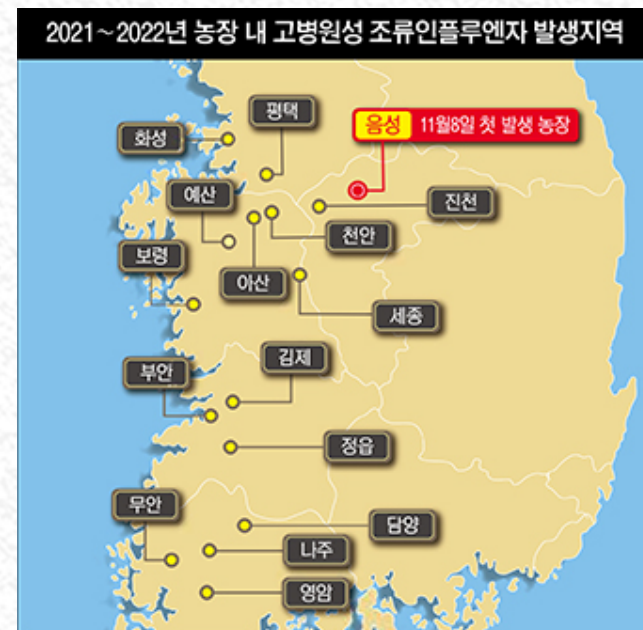 2021~2022년 농장 내 고병원성 조류인플루엔자 발생지역
평택
화성
음성 11월8일 첫 발생 농장
예산
진천
천안
보령
아산
세종
김제
부안
정읍
무안
담양
나주
영암